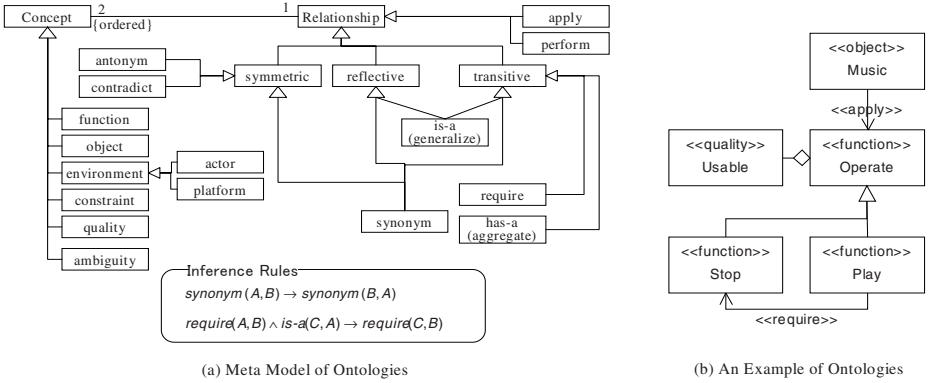 Concept
2
{ordered}
1
Relationship
apply
perform
antonym
contradict
symmetric
reflective
transitive
function
object
environment
constraint
quality
ambiguity
actor
platform
is-a
(generalize)
require
synonym
has-a
(aggregate)
Inference Rules
synonym(A,B) → synonym(B,A)
require(A,B) ∧ is-a(C,A) → require(C,B)
(a) Meta Model of Ontologies
<<object>>
Music
<<apply>>
<<quality>>
Usable
<<function>>
Operate
<<function>>
Stop
<<function>>
Play
<<require>>
(b) An Example of Ontologies